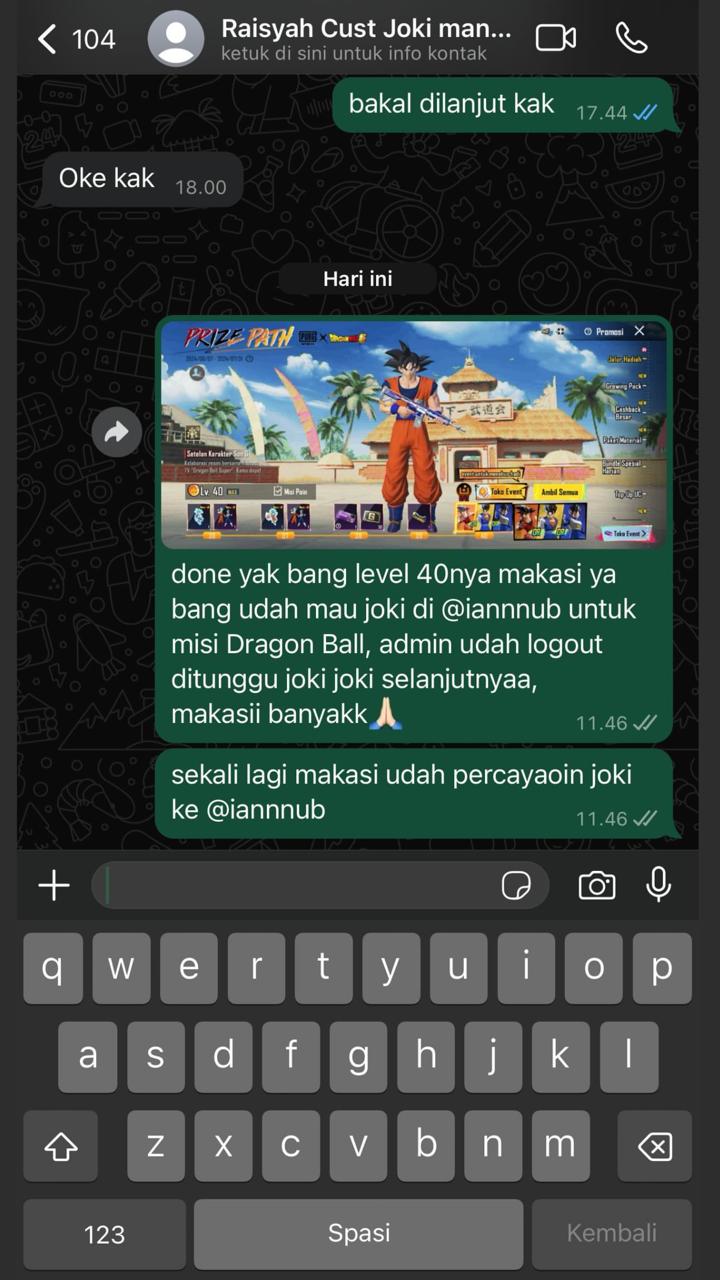 104
Raisyah Cust Joki man...
ketuk di sini untuk info kontak
bakal dilanjut kak 17.44
Oke kak 18.00
Hari ini
PRIZE PATH
Promosi
Jalur Hadiah
Growing Pack
Cashback
Besar
Paket Material
Bundle Spesial
Harian
Top-Up UC
Lv. 40 MAX
Misi Poin
Toko Event
Ambil Semua
Toko Event
done yak bang level 40nya makasi ya
bang udah mau joki di @iannnub untuk
misi Dragon Ball, admin udah logout
ditunggu joki joki selanjutnyaa,
makasii banyakk🙏🏻 11.46
sekali lagi makasi udah percayaoin joki
ke @iannnub 11.46
q w e r t y u i o p
a s d f g h j k l
z x c v b n m
123 Spasi Kembali